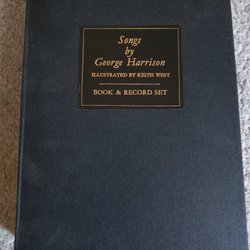 Songs
by
George Harrison
ILLUSTRATED BY KEITH WEST
BOOK & RECORD SET